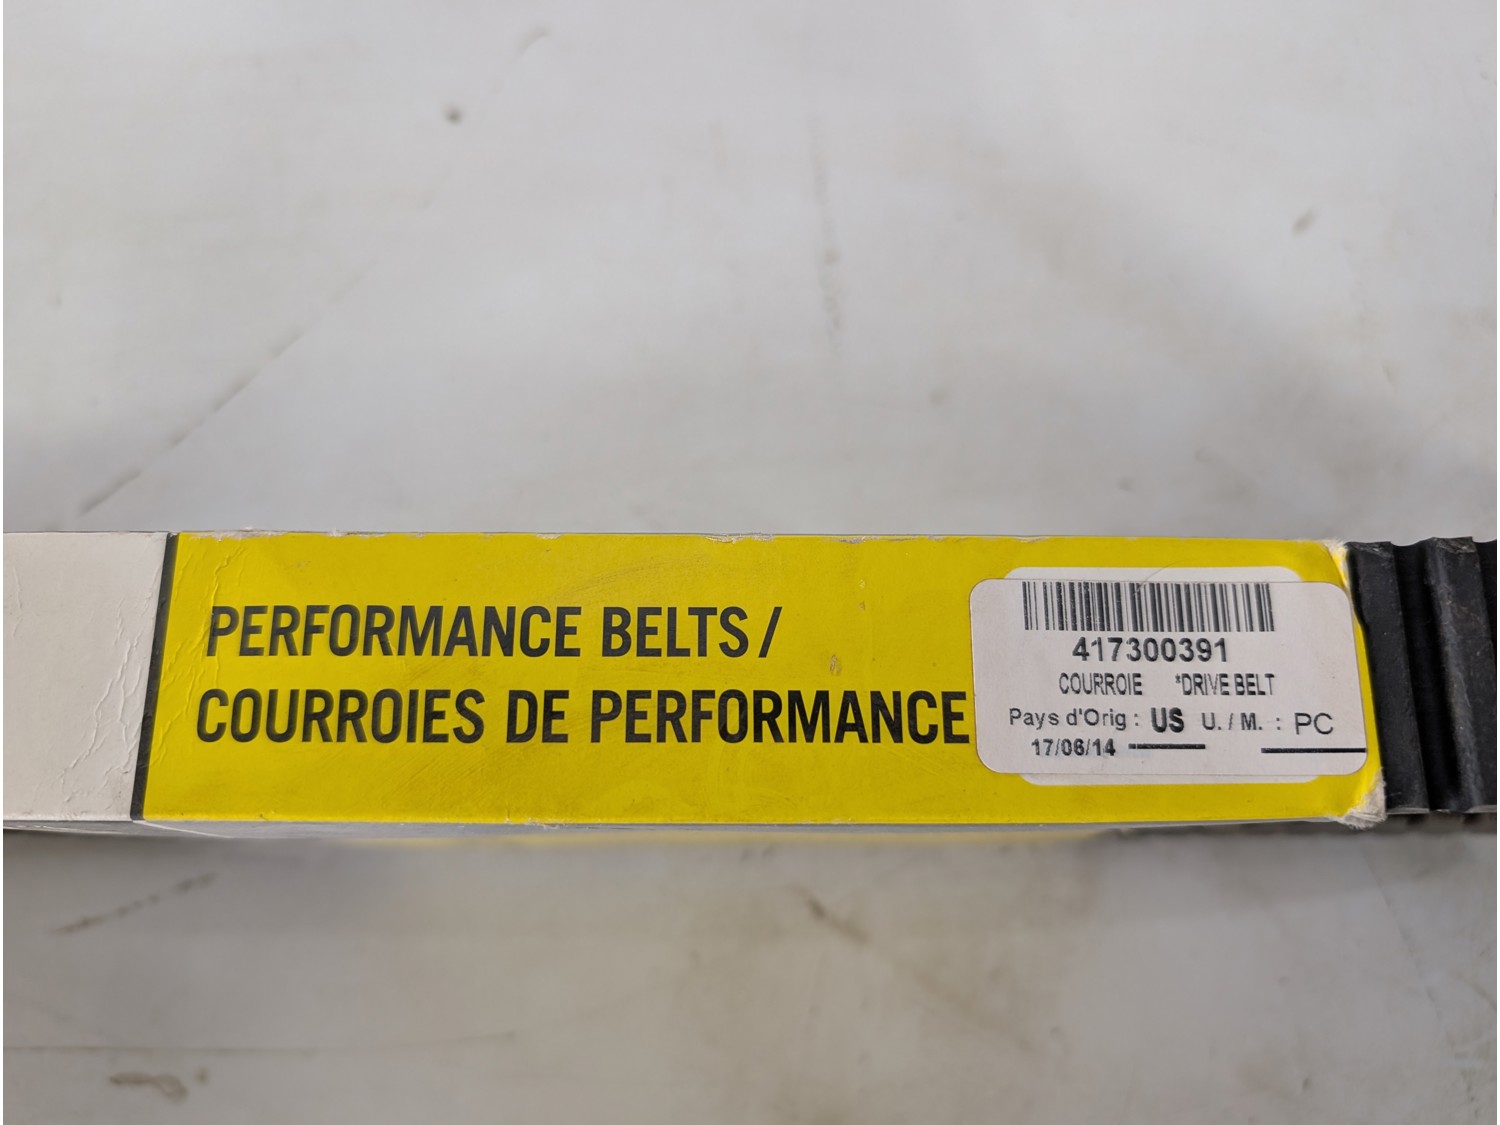 PERFORMANCE BELTS/
COURROIES DE PERFORMANCE
417300391
COURROIE *DRIVE BELT
Pays d'Orig : US U. / M. : PC
17/06/14